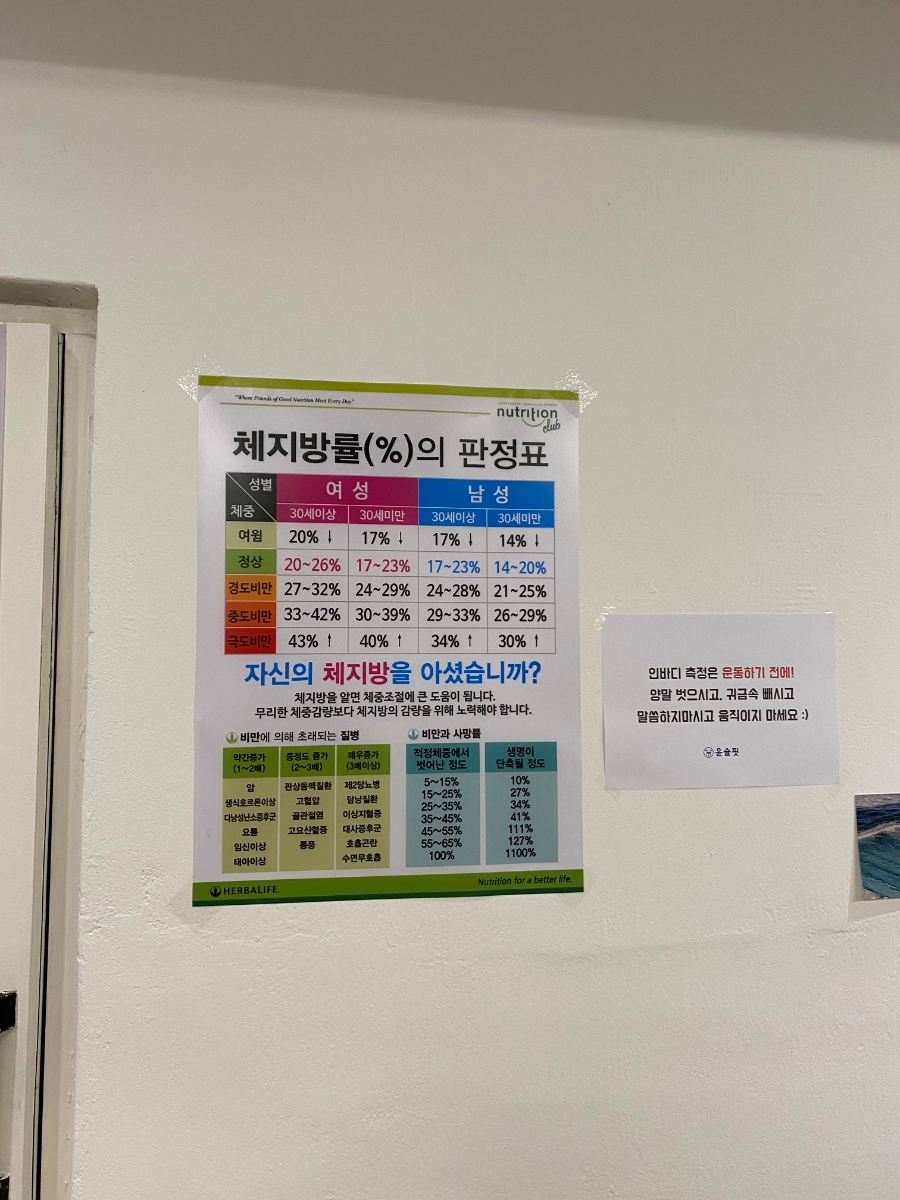 "Where Friends of Good Nutrition Meet Every Day"
nutrition
club
체지방률(%)의 판정표
성별 여 성 남 성
체중 30세이상 30세미만 30세이상 30세미만
여윔 20% ↓ 17% ↓ 17% ↓ 14% ↓
정상 20~26% 17~23% 17~23% 14~20%
경도비만 27~32% 24~29% 24~28% 21~25%
중도비만 33~42% 30~39% 29~33% 26~29%
극도비만 43% ↑ 40% ↑ 34% ↑ 30% ↑
자신의 체지방을 아셨습니까?
체지방을 알면 체중조절에 큰 도움이 됩니다.
무리한 체중감량보다 체지방의 감량을 위해 노력해야 합니다.
비만에 의해 초래되는 질병
약간증가 중정도 증가 매우증가
(1~2배) (2~3배) (3배이상)
암 관상동맥질환 제2당뇨병
생식호르몬이상 고혈압 담낭질환
다낭성난소증후군 골관절염 이상지혈증
요통 고요산혈증 대사증후군
임신이상 통풍 호흡곤란
태아이상 수면무호흡
비만과 사망률
적정체중에서 생명이
벗어난 정도 단축될 정도
5~15% 10%
15~25% 27%
25~35% 34%
35~45% 41%
45~55% 111%
55~65% 127%
100% 1100%
HERBALIFE.
Nutrition for a better life.
인바디 측정은 운동하기 전에!
양말 벗으시고, 귀금속 빼시고
말씀하지마시고 움직이지 마세요 :)
윤슬핏